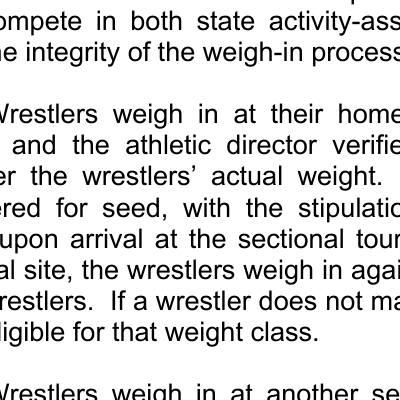 ompete in both state activity-ass
e integrity of the weigh-in process
Wrestlers weigh in at their home
and the athletic director verifie
er the wrestlers’ actual weight.
ered for seed, with the stipulatio
upon arrival at the sectional tour
al site, the wrestlers weigh in agai
restlers. If a wrestler does not ma
ligible for that weight class.
Wrestlers weigh in at another se